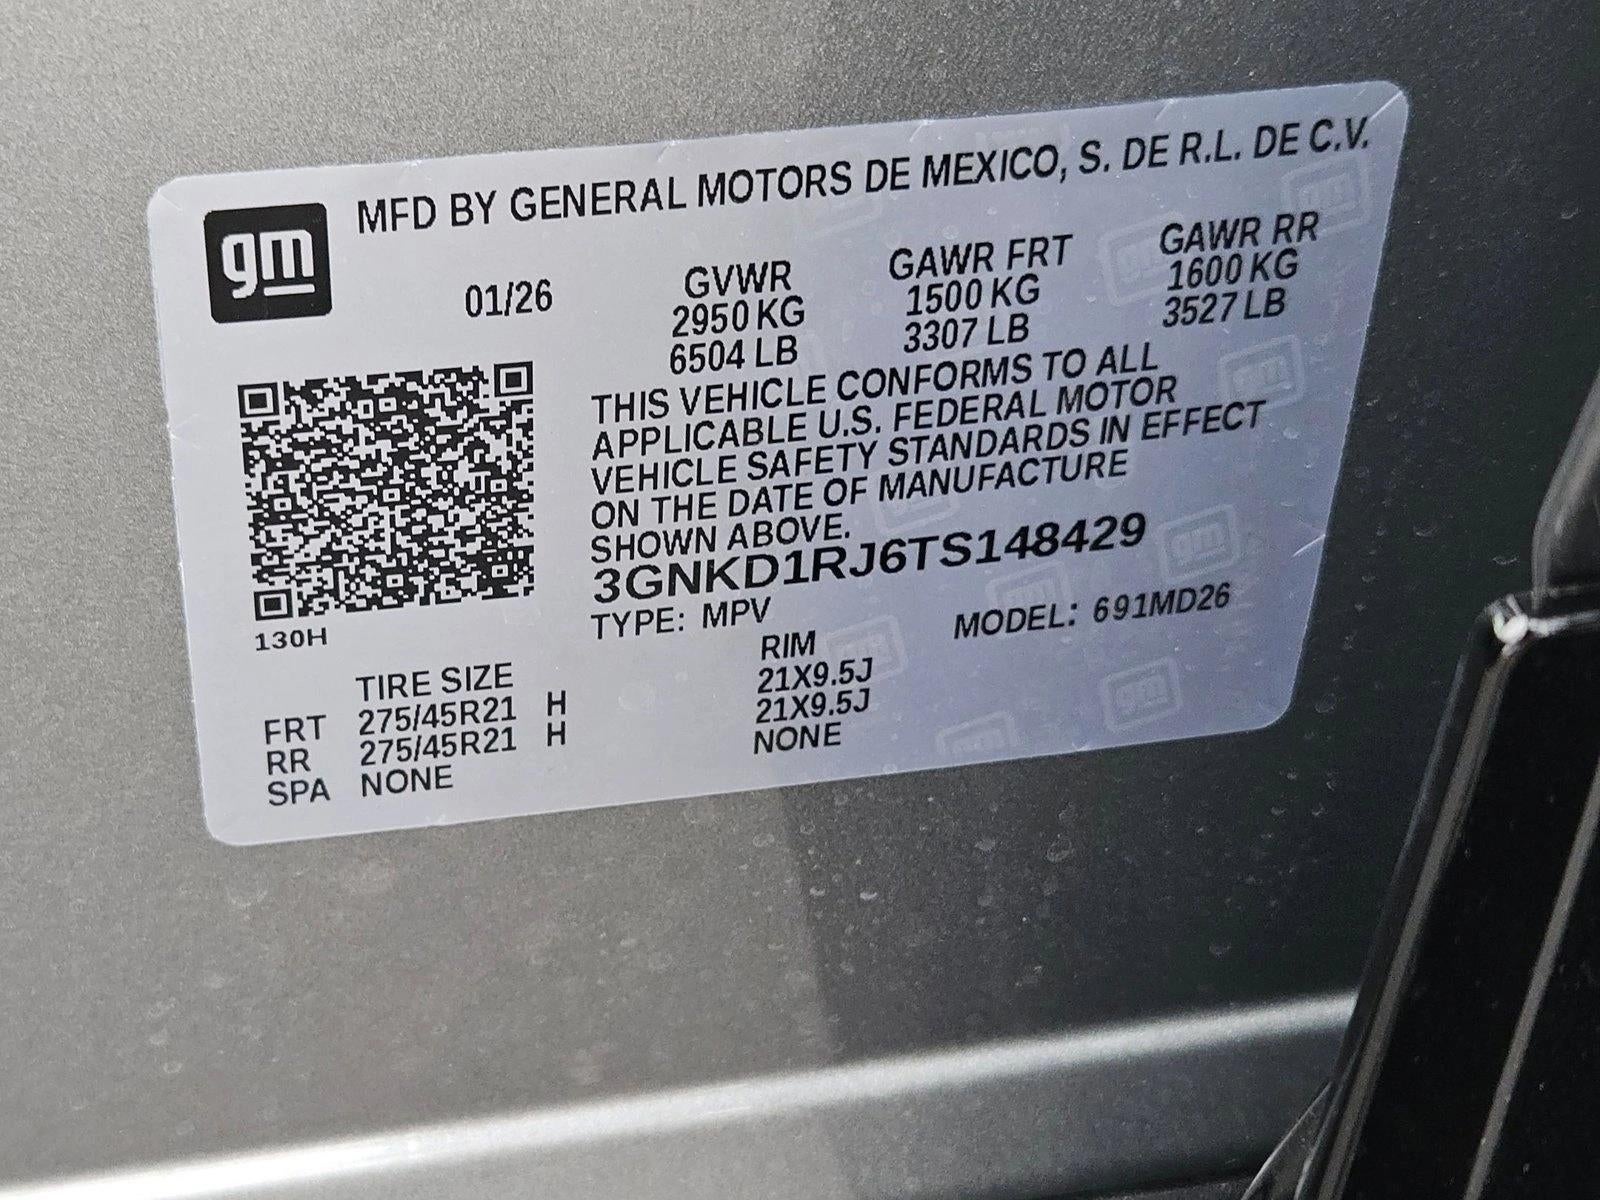 MFD BY GENERAL MOTORS DE MEXICO, S. DE R.L. DE C.V.
gm
01/26
GVWR GAWR FRT GAWR RR
2950 KG 1500 KG 1600 KG
6504 LB 3307 LB 3527 LB
THIS VEHICLE CONFORMS TO ALL
APPLICABLE U.S. FEDERAL MOTOR
VEHICLE SAFETY STANDARDS IN EFFECT
ON THE DATE OF MANUFACTURE
SHOWN ABOVE.
3GNKD1RJ6TS148429
130H
TYPE: MPV MODEL: 691MD26
TIRE SIZE RIM
FRT 275/45R21 H 21X9.5J
RR 275/45R21 H 21X9.5J
SPA NONE NONE